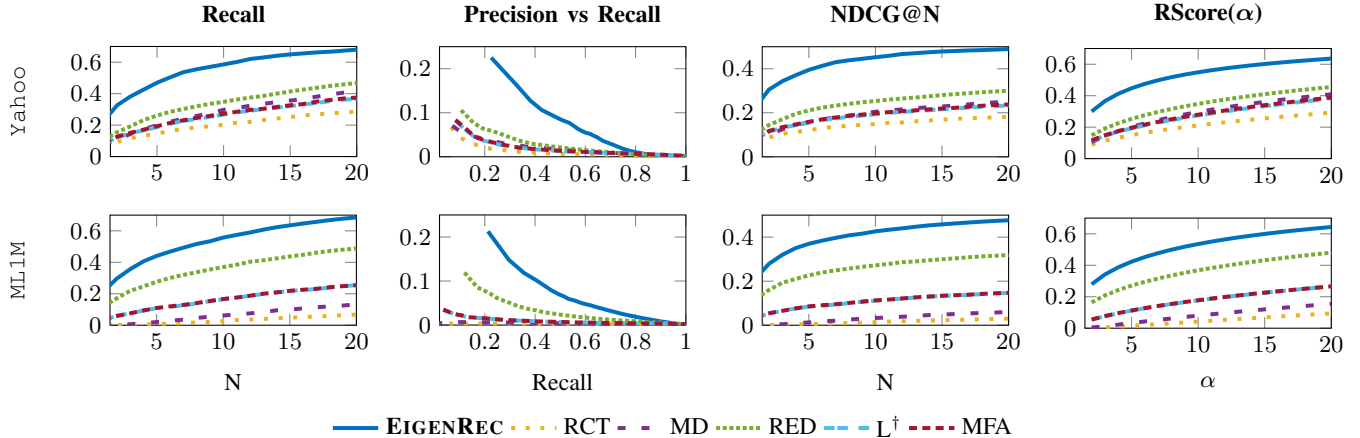 Recall Precision vs Recall NDCG@N RScore(α)
Yahoo
0.6 0.4 0.2 0
5 10 15 20
0.2 0.1 0
0.2 0.4 0.6 0.8 1
0.4 0.2 0
5 10 15 20
0.6 0.4 0.2 0
5 10 15 20
ML1M
0.6 0.4 0.2 0
5 10 15 20
0.2 0.1 0
0.2 0.4 0.6 0.8 1
0.4 0.2 0
5 10 15 20
0.6 0.4 0.2 0
5 10 15 20
N Recall N α
EIGENREC RCT MD RED L† MFA